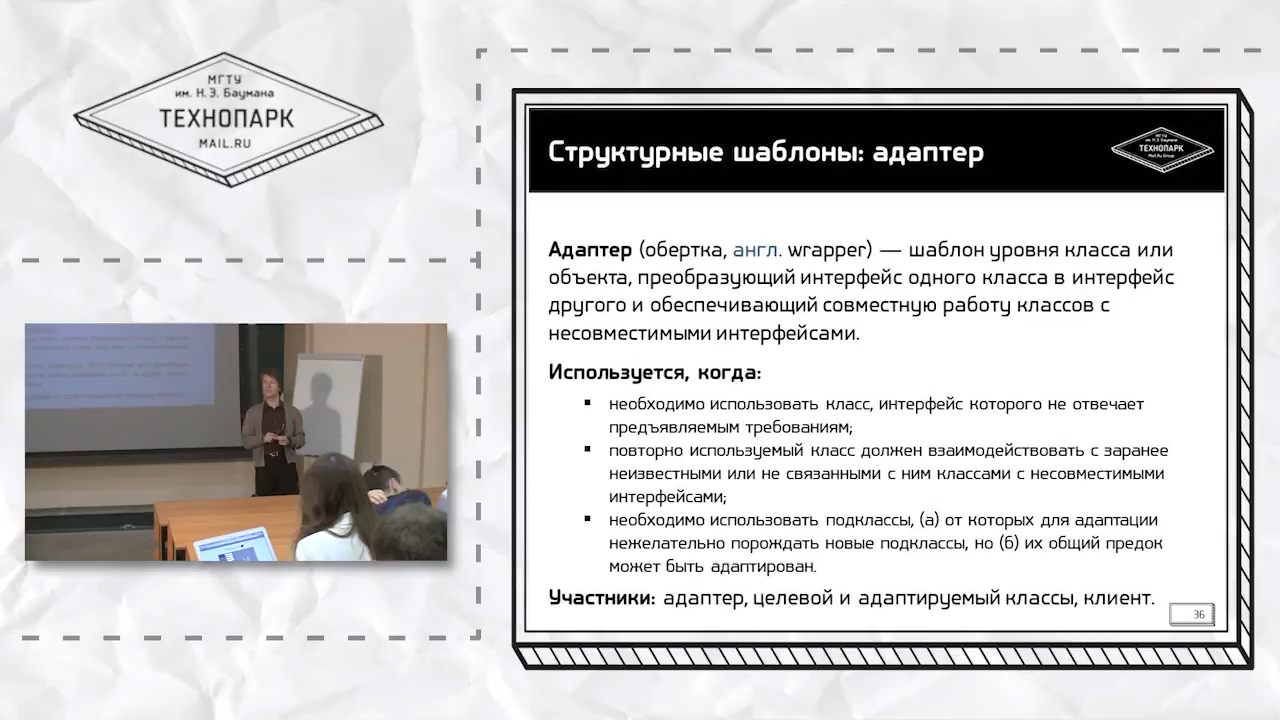 МГТУ
им. Н.Э. Баумана
ТЕХНОПАРК
MAIL.RU
Структурные шаблоны: адаптер
МГТУ
им. Н.Э. Баумана
ТЕХНОПАРК
Mail.Ru Group
Адаптер (обертка, англ. wrapper) — шаблон уровня класса или
объекта, преобразующий интерфейс одного класса в интерфейс
другого и обеспечивающий совместную работу классов с
несовместимыми интерфейсами.
Используется, когда:
▪ необходимо использовать класс, интерфейс которого не отвечает
предъявляемым требованиям;
▪ повторно используемый класс должен взаимодействовать с заранее
неизвестными или не связанными с ним классами с несовместимыми
интерфейсами;
▪ необходимо использовать подклассы, (а) от которых для адаптации
нежелательно порождать новые подклассы, но (б) их общий предок
может быть адаптирован.
Участники: адаптер, целевой и адаптируемый классы, клиент.
36